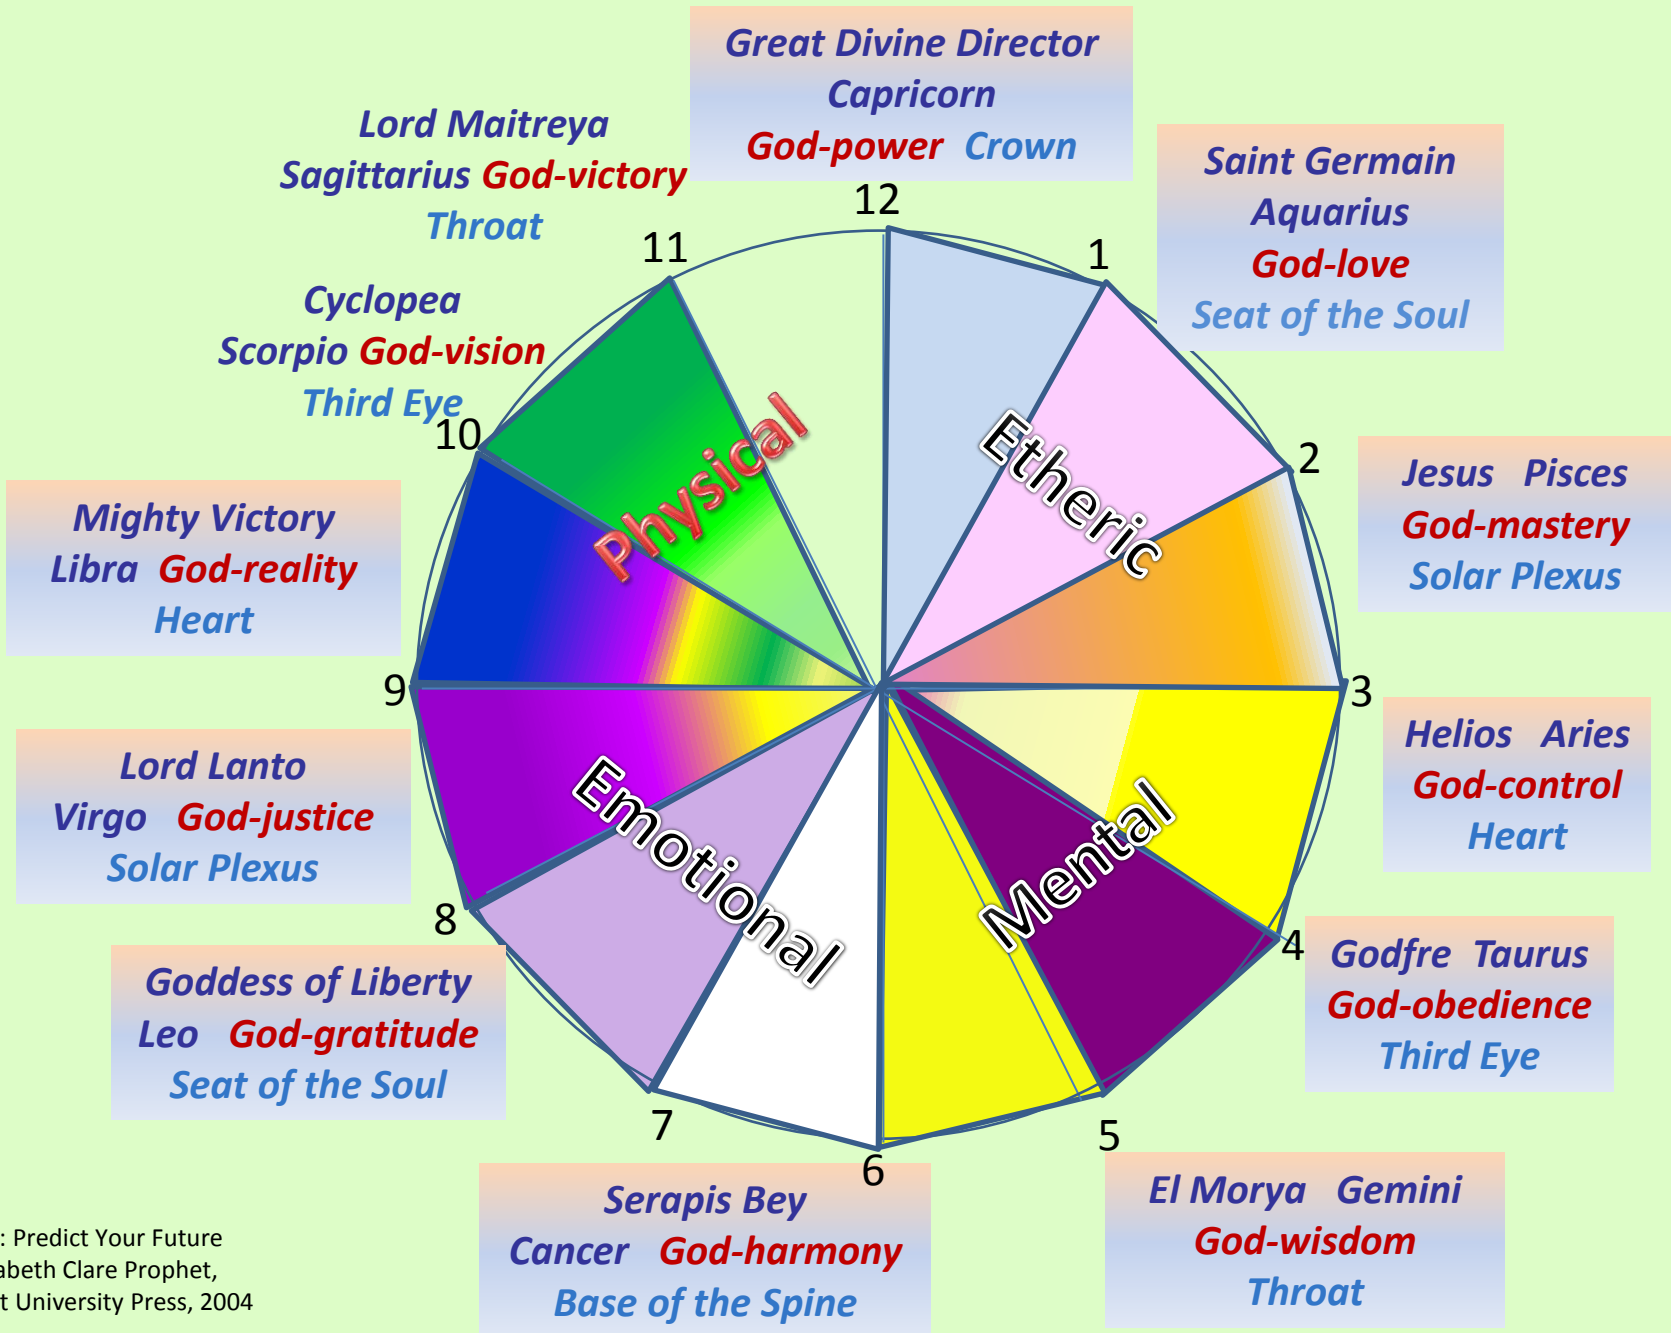 Great Divine Director
Capricorn
God-power Crown
12
Saint Germain
Aquarius
God-love
Seat of the Soul
1
2
Jesus Pisces
God-mastery
Solar Plexus
3
Helios Aries
God-control
Heart
4
Godfre Taurus
God-obedience
Third Eye
5
El Morya Gemini
God-wisdom
Throat
6
Serapis Bey
Cancer God-harmony
Base of the Spine
7
Goddess of Liberty
Leo God-gratitude
Seat of the Soul
8
Lord Lanto
Virgo God-justice
Solar Plexus
9
Mighty Victory
Libra God-reality
Heart
10
Cyclopea
Scorpio God-vision
Third Eye
11
Lord Maitreya
Sagittarius God-victory
Throat
Etheric
Mental
Emotional
Physical
: Predict Your Future
abeth Clare Prophet,
t University Press, 2004